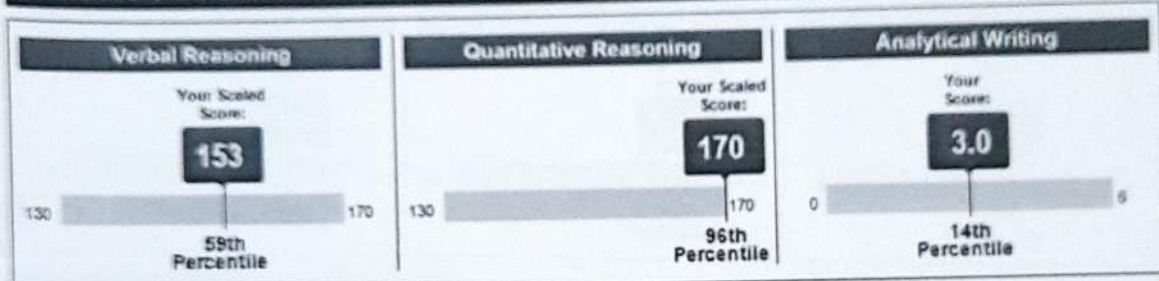 Verbal Reasoning
Your Scaled
Score:
153
130
170
59th
Percentile
Quantitative Reasoning
Your Scaled
Score:
170
130
170
96th
Percentile
Analytical Writing
Your
Score:
3.0
0
6
14th
Percentile